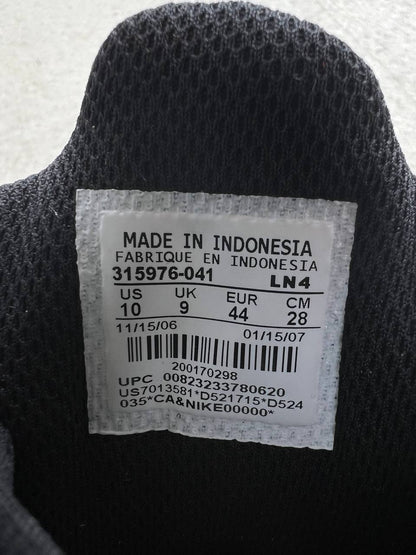 MADE IN INDONESIA
FABRIQUE EN INDONESIA
315976-041 LN4
US UK EUR CM
10 9 44 28
11/15/06 01/15/07
200170298
UPC 00823233780620
US7013581*D521715*D524
035*CA&NIKE00000*